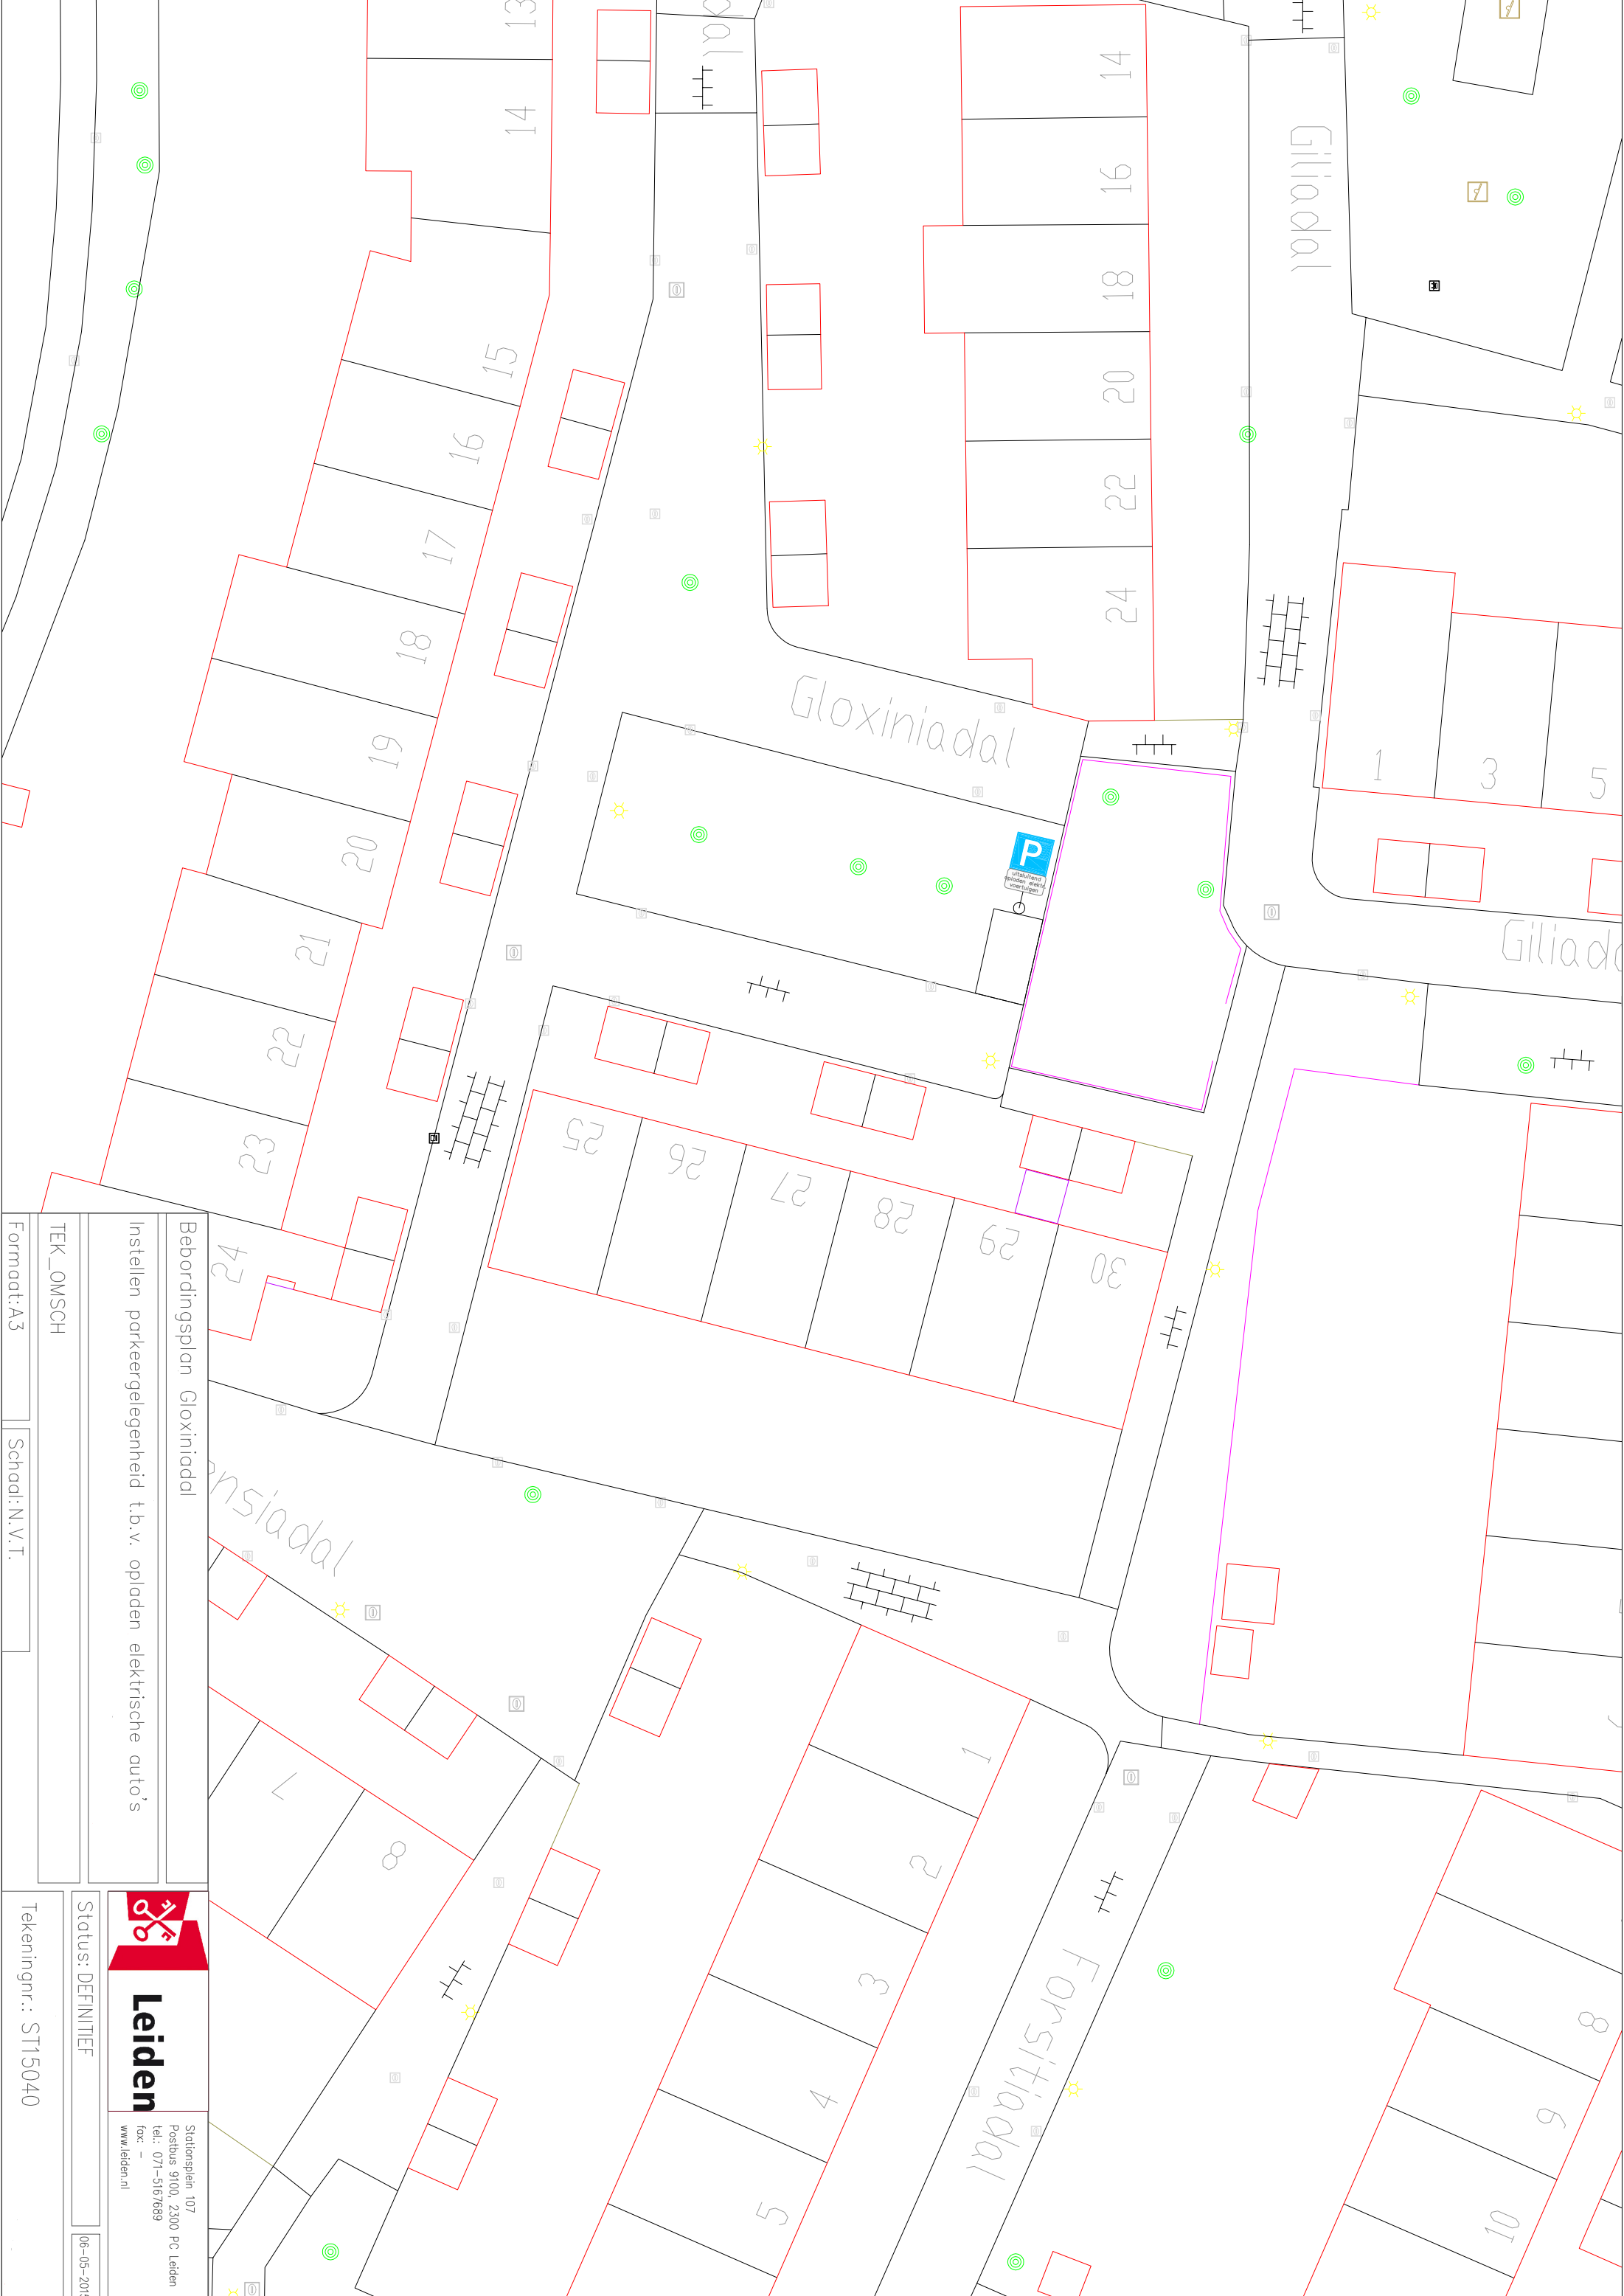 13
14
15
16
17
18
19
20
21
22
23
24
14
16
18
20
22
24
Giliadal
Gloxiniadal
P
uitsluitend
opladen elektr.
voertuigen
1
3
5
25
26
27
28
29
30
7
8
1
2
3
4
5
Forsitiadal
8
9
10
Bebordingsplan Gloxiniadal
Instellen parkeergelegenheid t.b.v. opladen elektrische auto's
TEK_OMSCH
Formaat:A3
Schaal: N.V.T.
Leiden
Stationsplein 107
Postbus 9100, 2300 PC Leiden
tel.: 071-5167689
fax: -
www.leiden.nl
Status: DEFINITIEF
06-05-2015
Tekeningnr.: ST15040